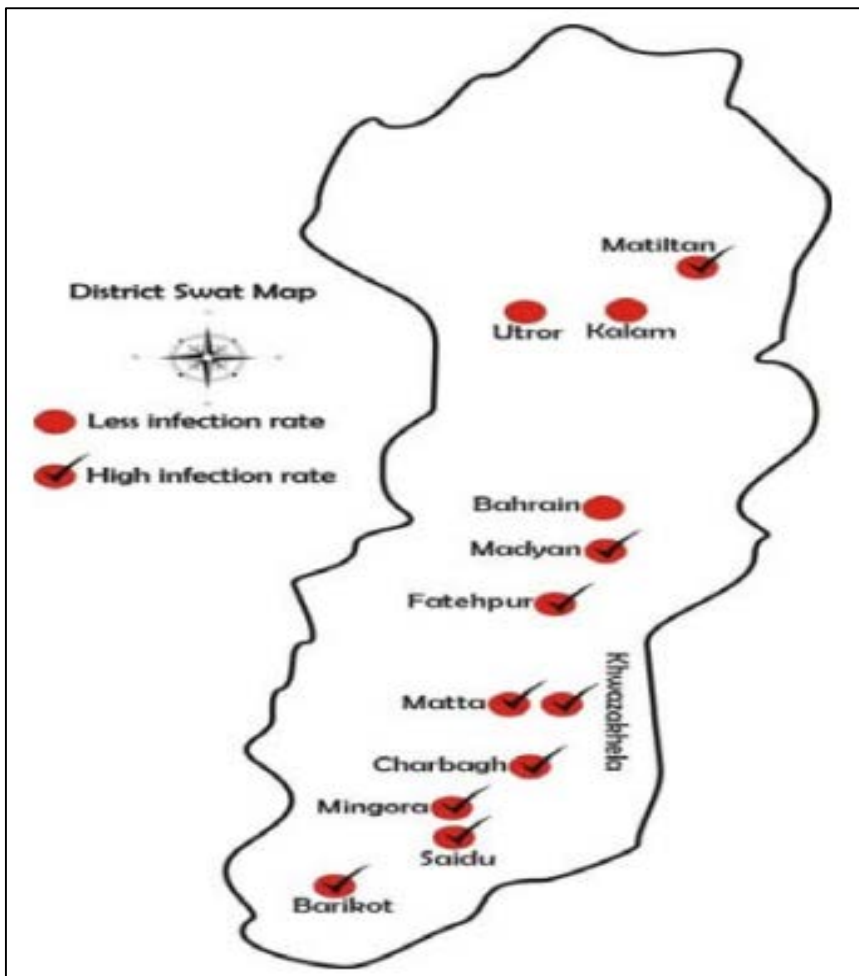 Matiltan
District Swat Map
Utror
Kalam
Less infection rate
High infection rate
Bahrain
Madyan
Fatehpur
Khwazakhela
Matta
Charbagh
Mingora
Saidu
Barikot